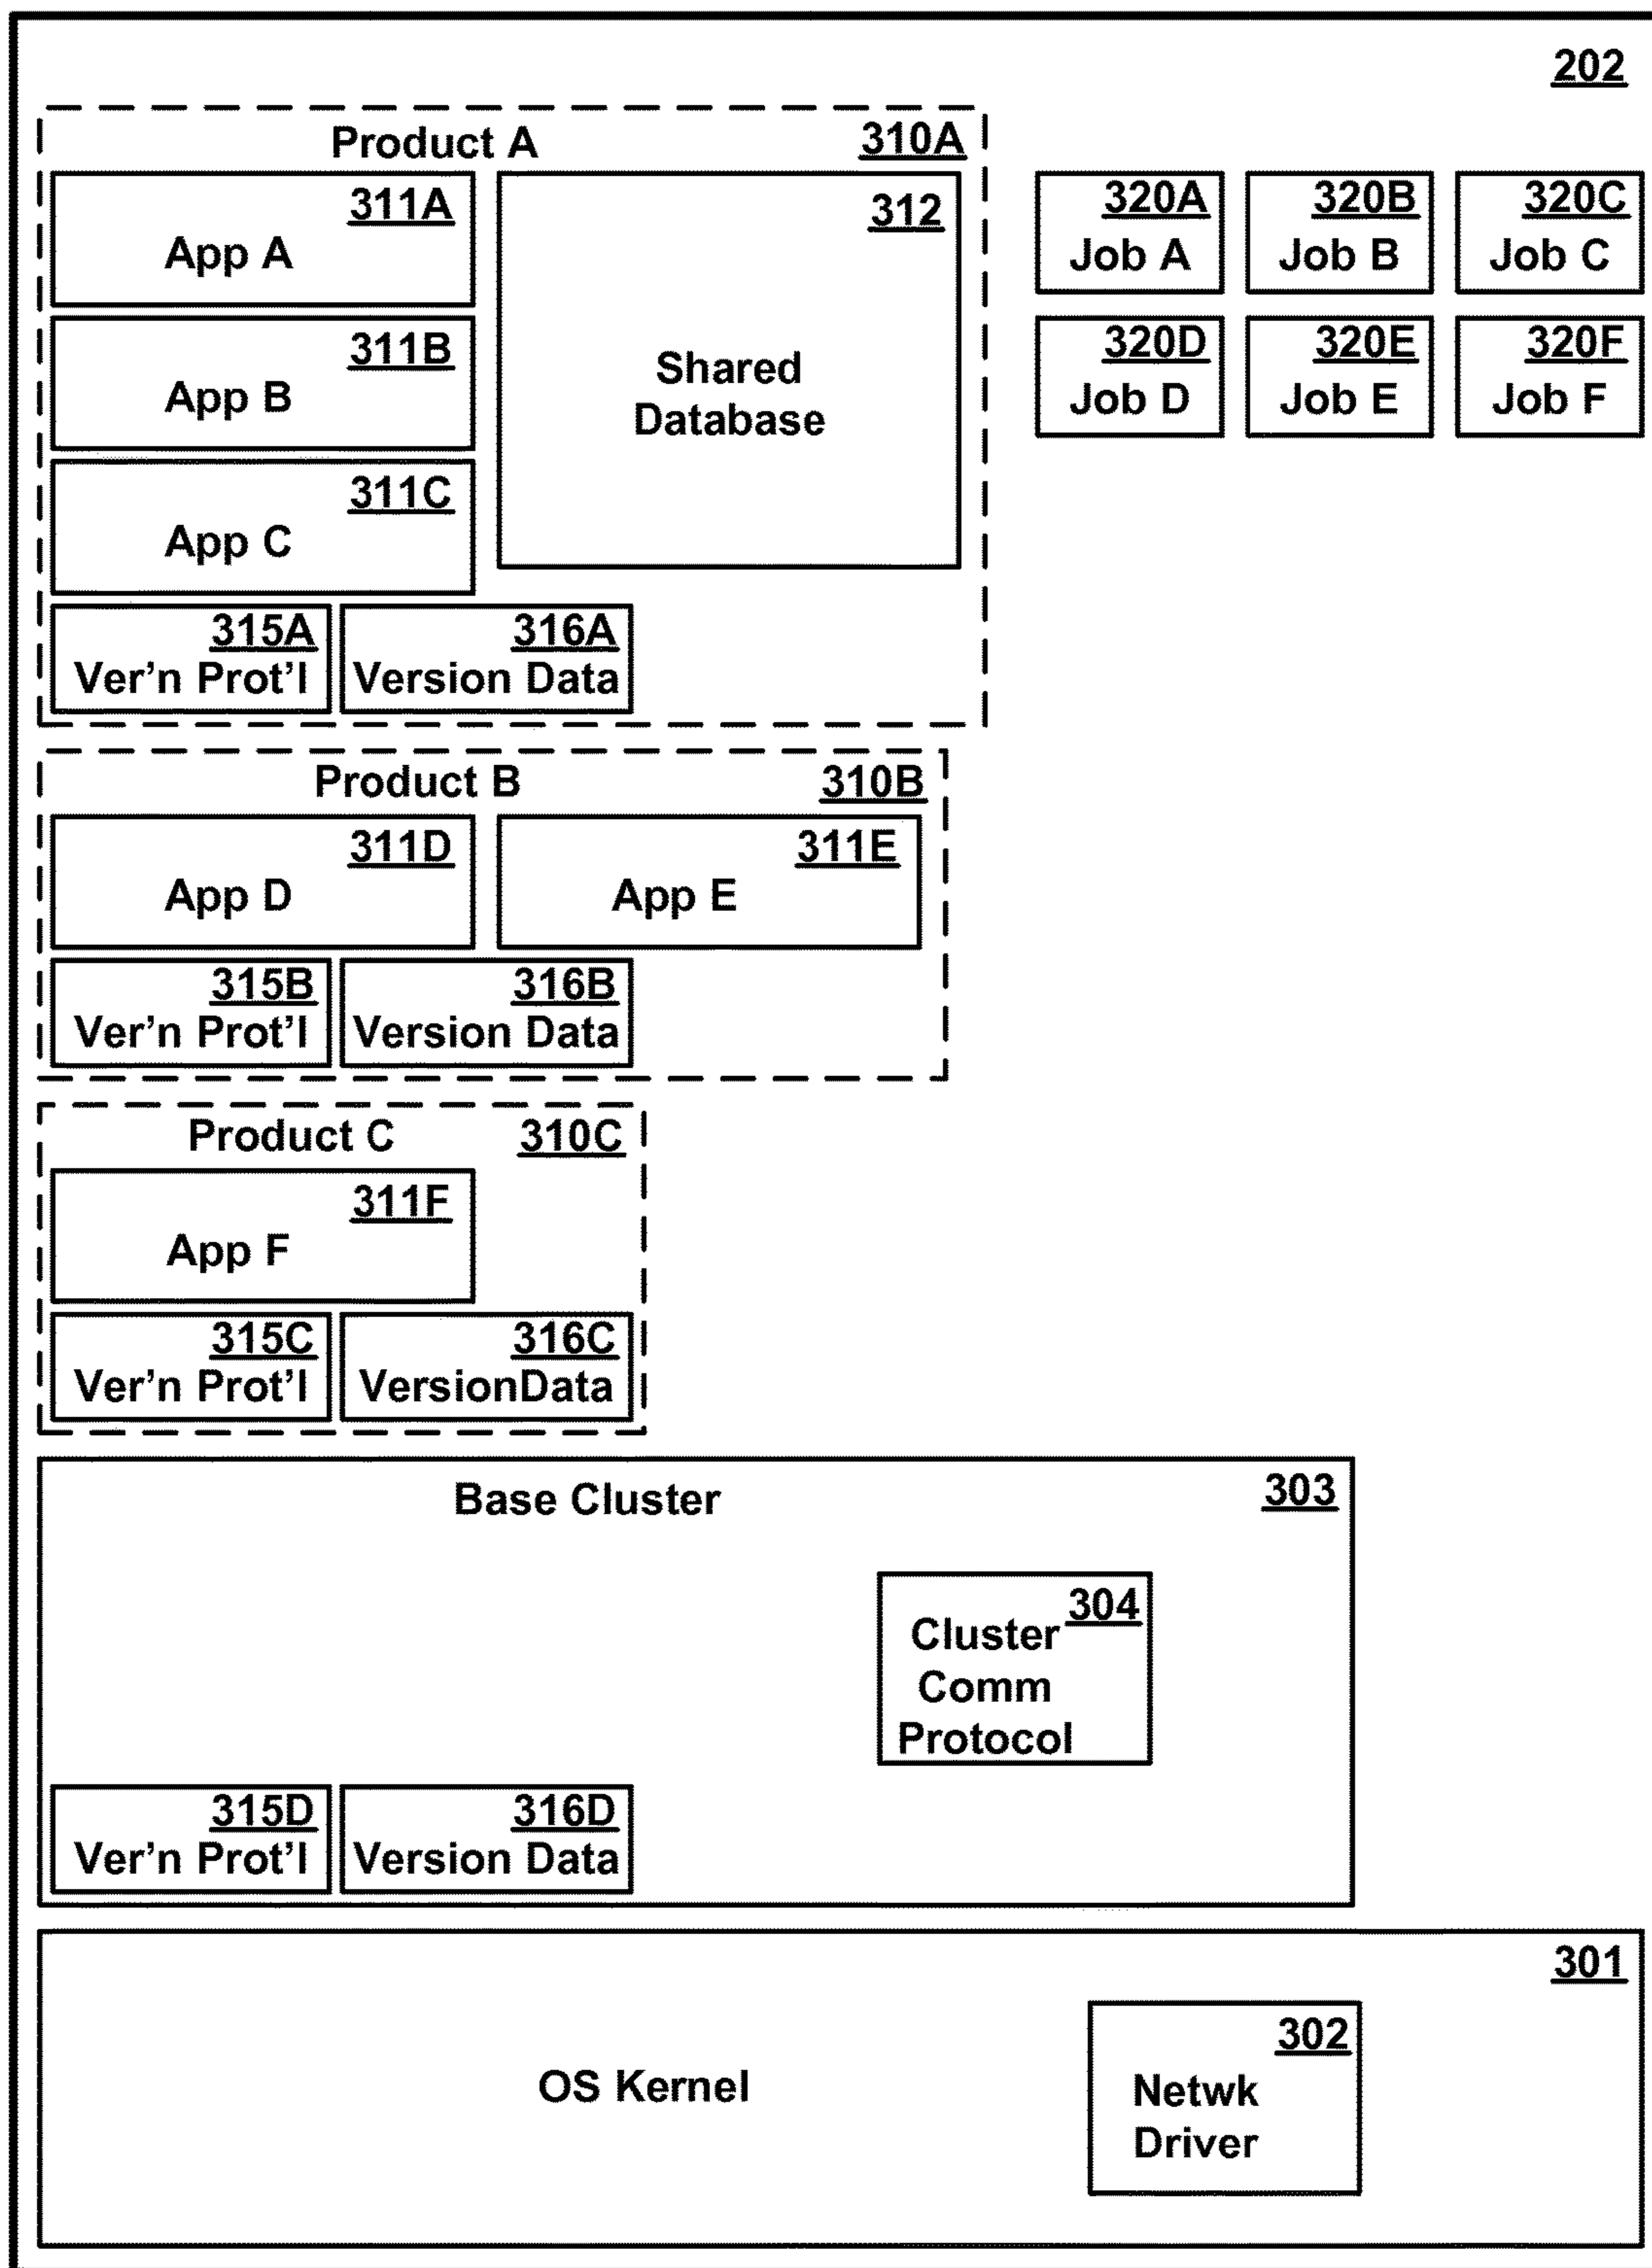 202
Product A 310A
311A
App A
311B
App B
311C
App C
312
Shared
Database
315A
Ver'n Prot'l
316A
Version Data
320A
Job A
320B
Job B
320C
Job C
320D
Job D
320E
Job E
320F
Job F
Product B 310B
311D
App D
311E
App E
315B
Ver'n Prot'l
316B
Version Data
Product C 310C
311F
App F
315C
Ver'n Prot'l
316C
VersionData
Base Cluster 303
304
Cluster
Comm
Protocol
315D
Ver'n Prot'l
316D
Version Data
301
OS Kernel
302
Netwk
Driver